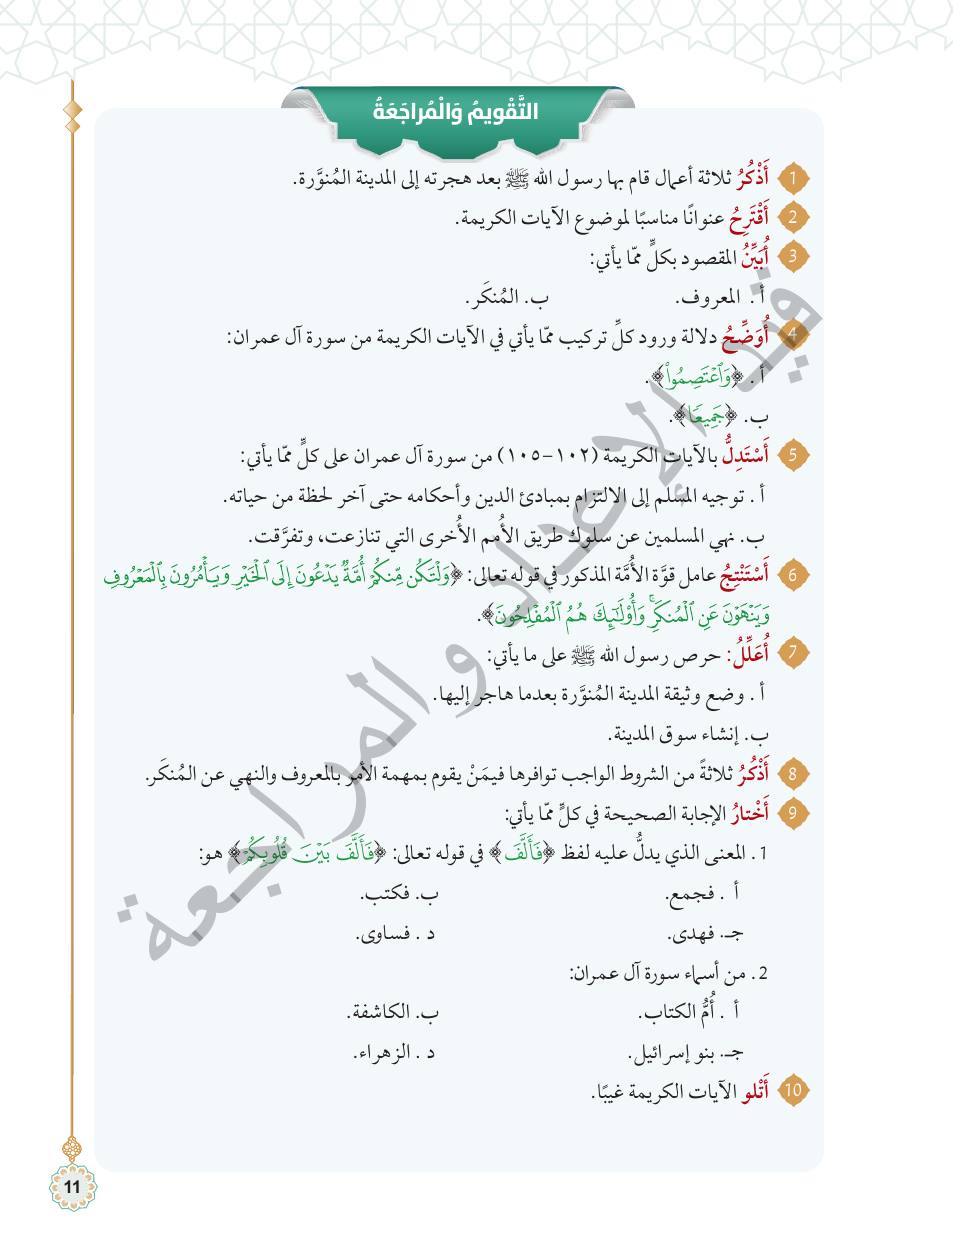 التَّقْويمُ وَالْمُراجَعَةُ
1 أَذْكُرُ ثلاثة أعمال قام بها رسول الله ﷺ بعد هجرته إلى المدينة المُنوَّرة.
2 أَقْتَرِحُ عنوانًا مناسبًا لموضوع الآيات الكريمة.
3 أُبَيِّنُ المقصود بكلٍّ ممّا يأتي:
أ . المعروف. ب. المُنكَر.
4 أُوَضِّحُ دلالة ورود كلِّ تركيب ممّا يأتي في الآيات الكريمة من سورة آل عمران:
أ . ﴿وَٱعۡتَصِمُواْ﴾.
ب. ﴿جَمِيعٗا﴾.
5 أَسْتَدِلُّ بالآيات الكريمة (١٠٢-١٠٥) من سورة آل عمران على كلٍّ ممّا يأتي:
أ . توجيه المسلم إلى الالتزام بمبادئ الدين وأحكامه حتى آخر لحظة من حياته.
ب. نهي المسلمين عن سلوك طريق الأُمم الأُخرى التي تنازعت، وتفرَّقت.
6 أَسْتَنْتِجُ عامل قوَّة الأُمَّة المذكور في قوله تعالى: ﴿وَلۡتَكُن مِّنكُمۡ أُمَّةٞ يَدۡعُونَ إِلَى ٱلۡخَيۡرِ وَيَأۡمُرُونَ بِٱلۡمَعۡرُوفِ
وَيَنۡهَوۡنَ عَنِ ٱلۡمُنكَرِۚ وَأُوْلَٰٓئِكَ هُمُ ٱلۡمُفۡلِحُونَ﴾.
7 أُعَلِّلُ: حرص رسول الله ﷺ على ما يأتي:
أ . وضع وثيقة المدينة المُنوَّرة بعدما هاجر إليها.
ب. إنشاء سوق المدينة.
8 أَذْكُرُ ثلاثةً من الشروط الواجب توافرها فيمَنْ يقوم بمهمة الأمر بالمعروف والنهي عن المُنكَر.
9 أَخْتارُ الإجابة الصحيحة في كلٍّ ممّا يأتي:
1. المعنى الذي يدلُّ عليه لفظ ﴿فَأَلَّفَ﴾ في قوله تعالى: ﴿فَأَلَّفَ بَيۡنَ قُلُوبِكُمۡ﴾ هو:
أ . فجمع. ب. فكتب.
جـ. فهدى. د . فساوى.
2. من أسماء سورة آل عمران:
أ . أُمُّ الكتاب. ب. الكاشفة.
جـ. بنو إسرائيل. د . الزهراء.
10 أَتْلو الآيات الكريمة غيبًا.
قيد الإعداد و المراجعة
11